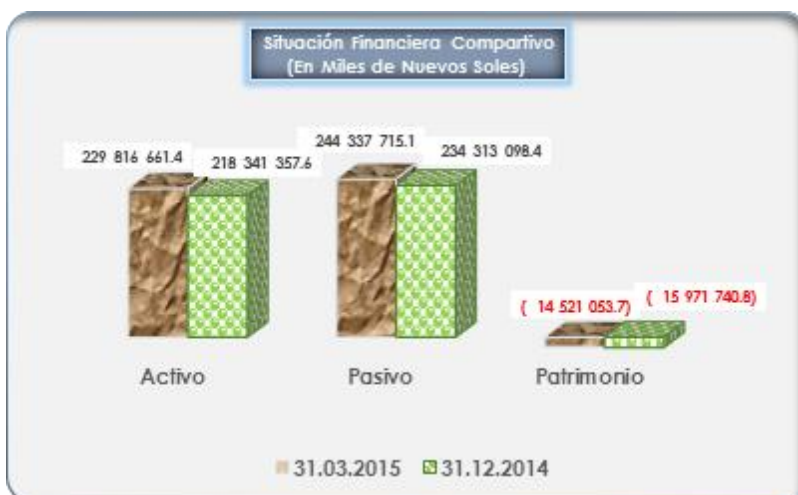 Situación Financiera Compartivo
(En Miles de Nuevos Soles)
229 816 661.4
218 341 357.6
244 337 715.1
234 313 098.4
( 14 521 053.7)
( 15 971 740.8)
Activo
Pasivo
Patrimonio
31.03.2015 31.12.2014